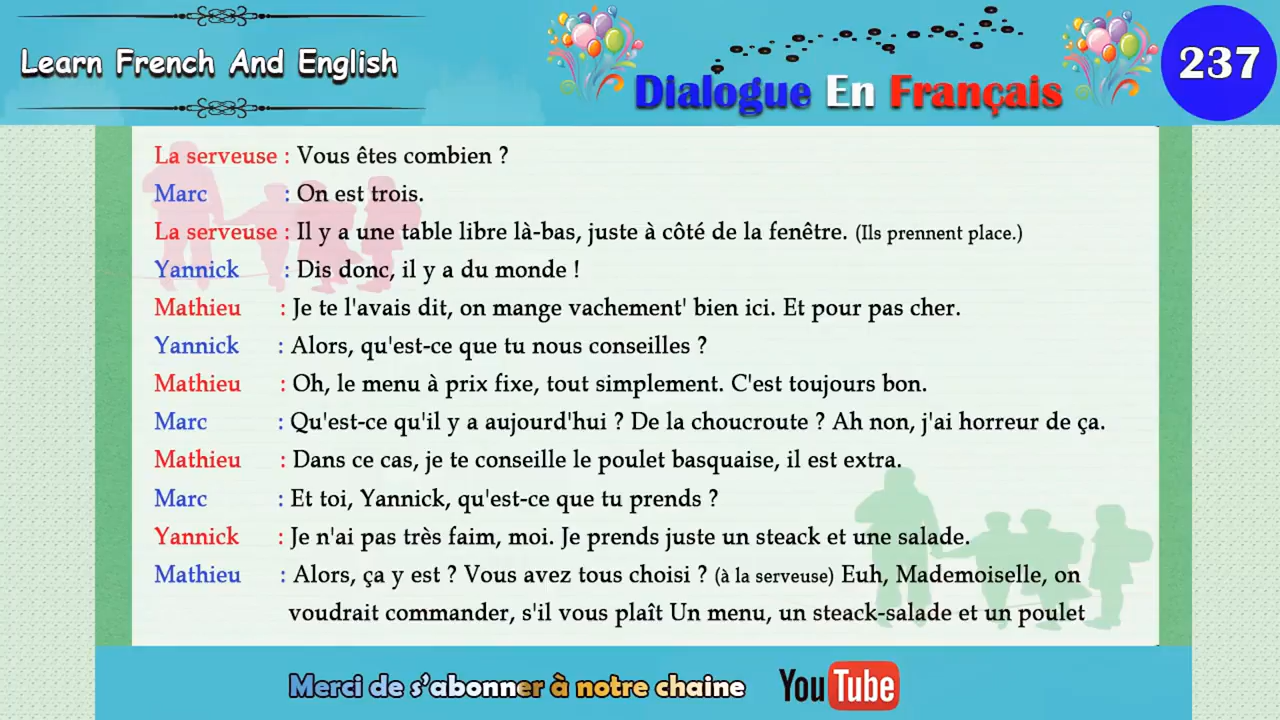 Learn French And English
Dialogue En Français
237
La serveuse : Vous êtes combien ?
Marc : On est trois.
La serveuse : Il y a une table libre là-bas, juste à côté de la fenêtre. (Ils prennent place.)
Yannick : Dis donc, il y a du monde !
Mathieu : Je te l'avais dit, on mange vachement' bien ici. Et pour pas cher.
Yannick : Alors, qu'est-ce que tu nous conseilles ?
Mathieu : Oh, le menu à prix fixe, tout simplement. C'est toujours bon.
Marc : Qu'est-ce qu'il y a aujourd'hui ? De la choucroute ? Ah non, j'ai horreur de ça.
Mathieu : Dans ce cas, je te conseille le poulet basquaise, il est extra.
Marc : Et toi, Yannick, qu'est-ce que tu prends ?
Yannick : Je n'ai pas très faim, moi. Je prends juste un steack et une salade.
Mathieu : Alors, ça y est ? Vous avez tous choisi ? (à la serveuse) Euh, Mademoiselle, on
voudrait commander, s'il vous plaît Un menu, un steack-salade et un poulet
Merci de s'abonner à notre chaine
YouTube